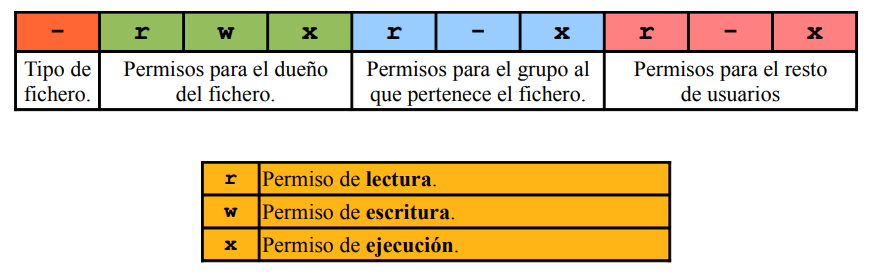 - r w x r - x r - x
Tipo de fichero. Permisos para el dueño del fichero. Permisos para el grupo al que pertenece el fichero. Permisos para el resto de usuarios
r Permiso de lectura.
w Permiso de escritura.
x Permiso de ejecución.